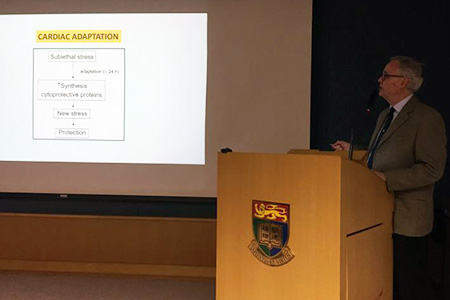 CARDIAC ADAPTATION
Sublethal stress
Adaptation (~ 24 h)
↑Synthesis
cytoprotective proteins
New stress
Protection